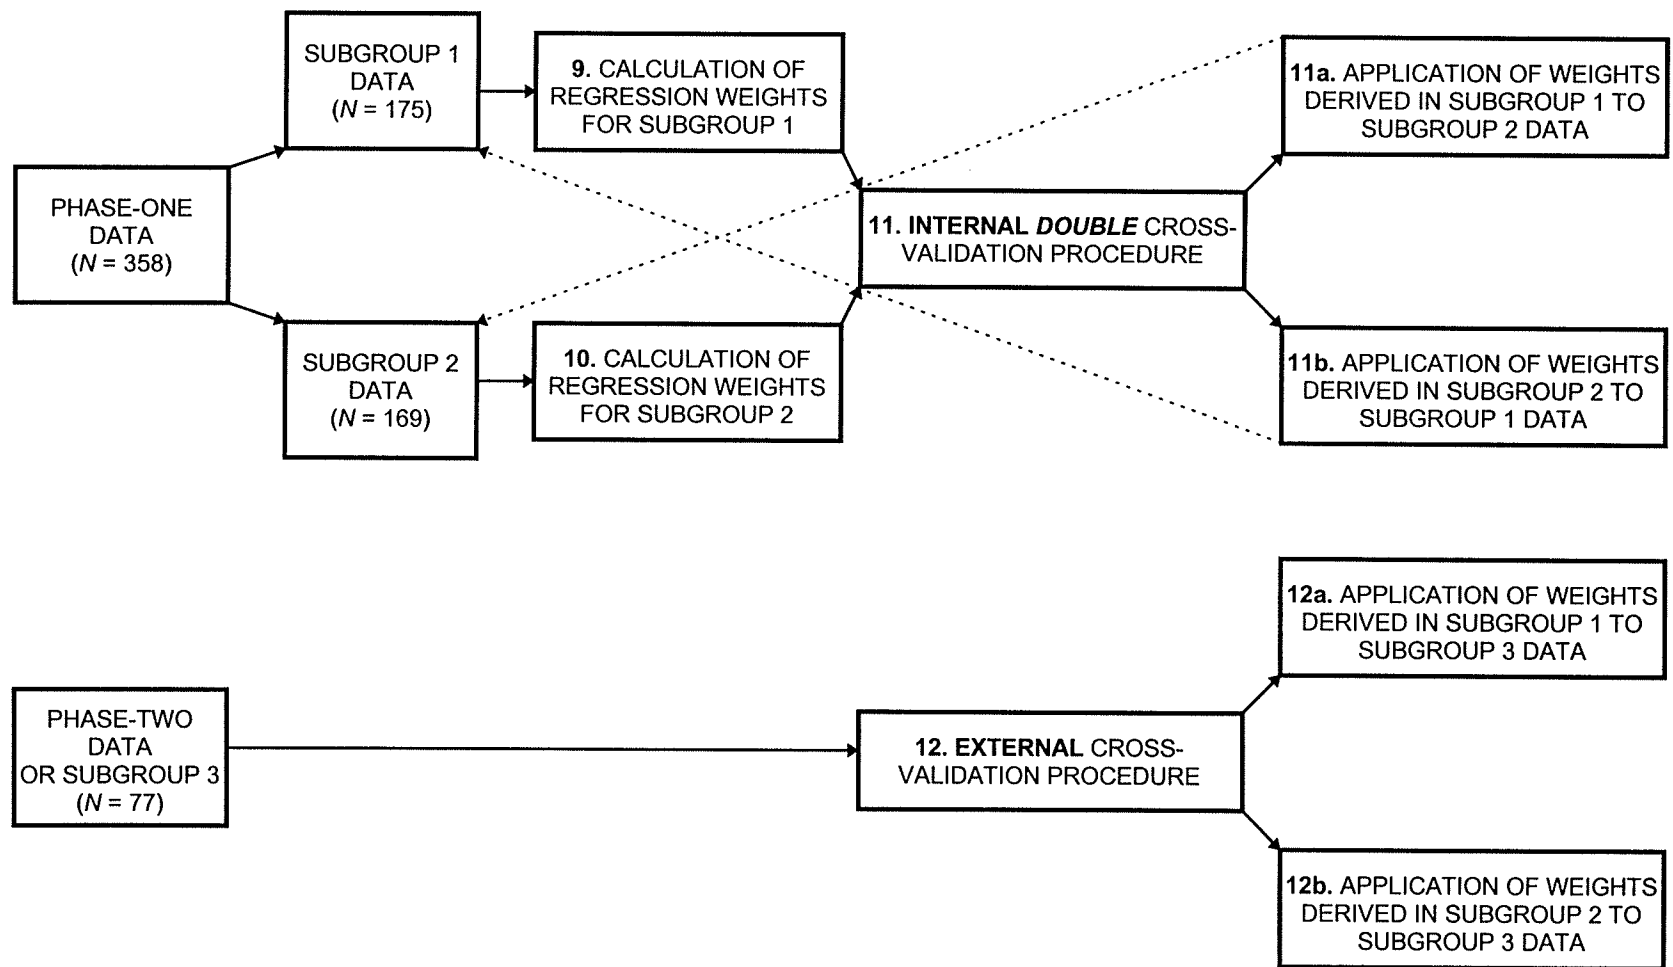 SUBGROUP 1
DATA
(N = 175)
9. CALCULATION OF
REGRESSION WEIGHTS
FOR SUBGROUP 1
11a. APPLICATION OF WEIGHTS
DERIVED IN SUBGROUP 1 TO
SUBGROUP 2 DATA
PHASE-ONE
DATA
(N = 358)
11. INTERNAL DOUBLE CROSS-
VALIDATION PROCEDURE
SUBGROUP 2
DATA
(N = 169)
10. CALCULATION OF
REGRESSION WEIGHTS
FOR SUBGROUP 2
11b. APPLICATION OF WEIGHTS
DERIVED IN SUBGROUP 2 TO
SUBGROUP 1 DATA
12a. APPLICATION OF WEIGHTS
DERIVED IN SUBGROUP 1 TO
SUBGROUP 3 DATA
PHASE-TWO
DATA
OR SUBGROUP 3
(N = 77)
12. EXTERNAL CROSS-
VALIDATION PROCEDURE
12b. APPLICATION OF WEIGHTS
DERIVED IN SUBGROUP 2 TO
SUBGROUP 3 DATA